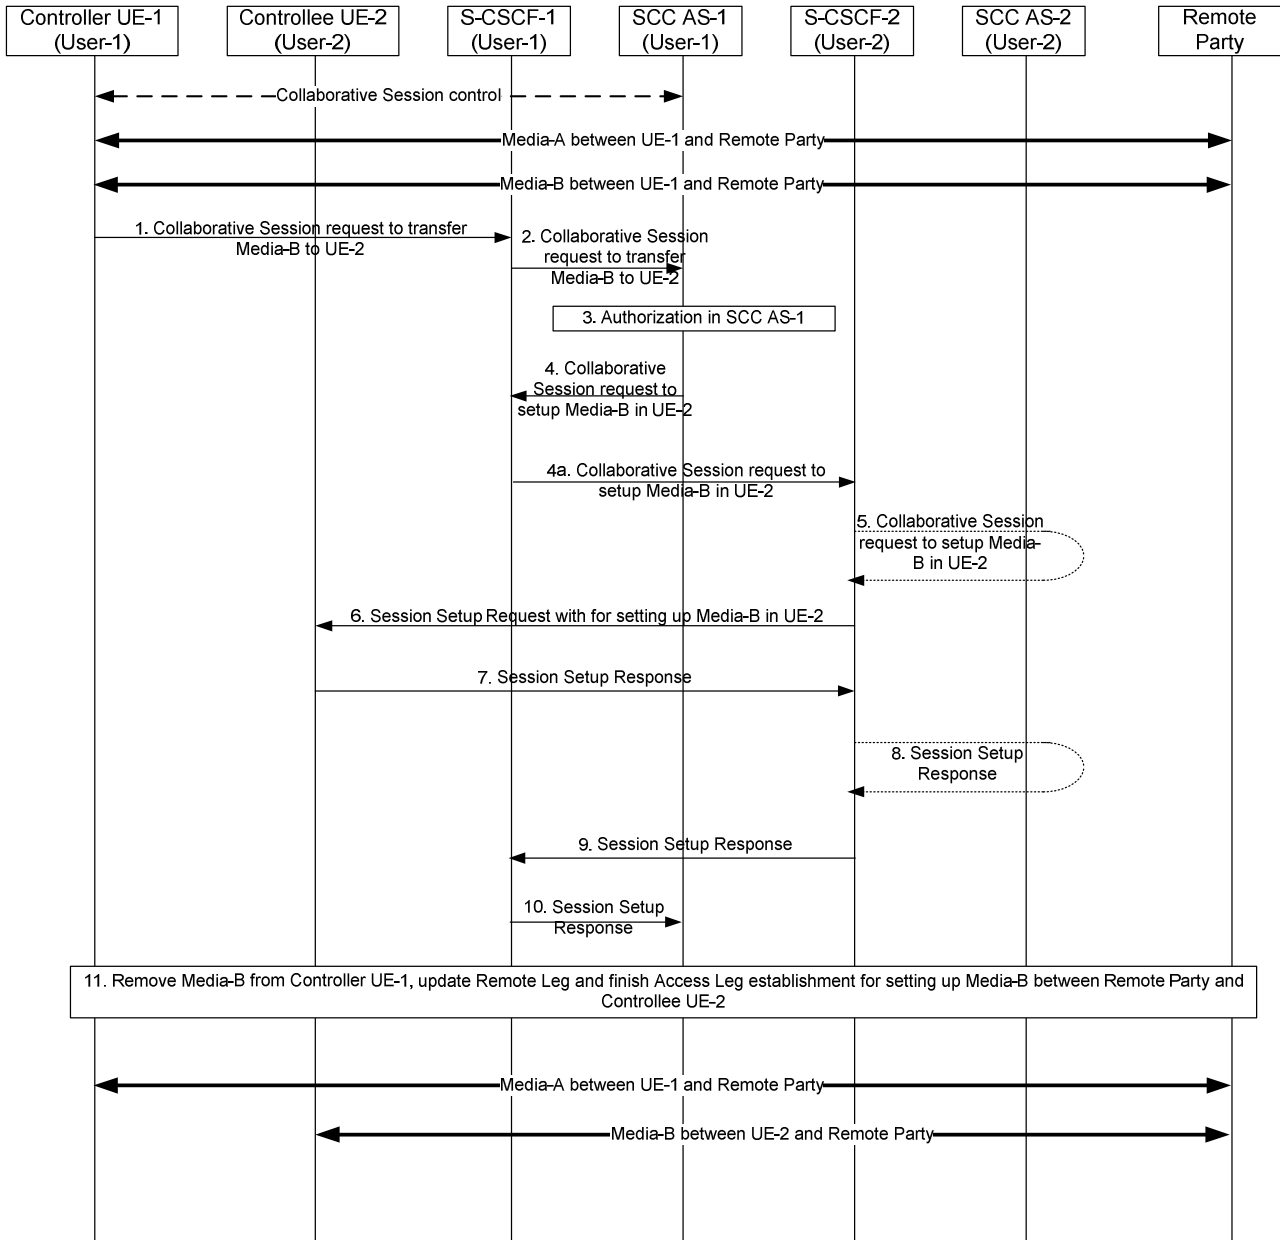 Controller UE-1
(User-1)
Controllee UE-2
(User-2)
S-CSCF-1
(User-1)
SCC AS-1
(User-1)
S-CSCF-2
(User-2)
SCC AS-2
(User-2)
Remote
Party
Collaborative Session control
Media-A between UE-1 and Remote Party
Media-B between UE-1 and Remote Party
1. Collaborative Session request to transfer
Media-B to UE-2
2. Collaborative Session
request to transfer
Media-B to UE-2
3. Authorization in SCC AS-1
4. Collaborative
Session request to
setup Media-B in UE-2
4a. Collaborative Session request to
setup Media-B in UE-2
5. Collaborative Session
request to setup Media-
B in UE-2
6. Session Setup Request with for setting up Media-B in UE-2
7. Session Setup Response
8. Session Setup
Response
9. Session Setup Response
10. Session Setup
Response
11. Remove Media-B from Controller UE-1, update Remote Leg and finish Access Leg establishment for setting up Media-B between Remote Party and
Controllee UE-2
Media-A between UE-1 and Remote Party
Media-B between UE-2 and Remote Party